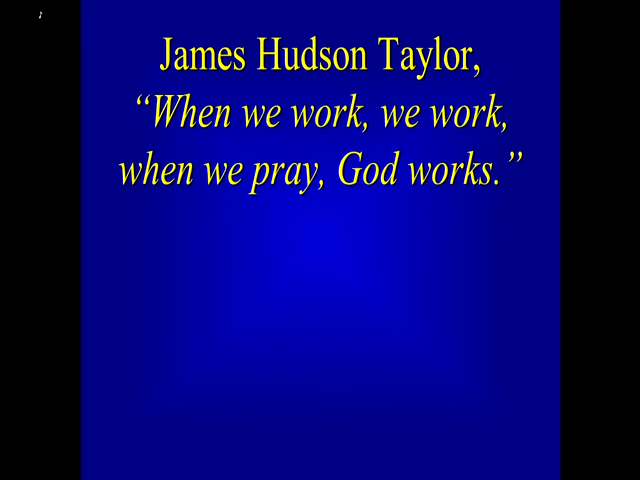 James Hudson Taylor,
“When we work, we work,
when we pray, God works.”